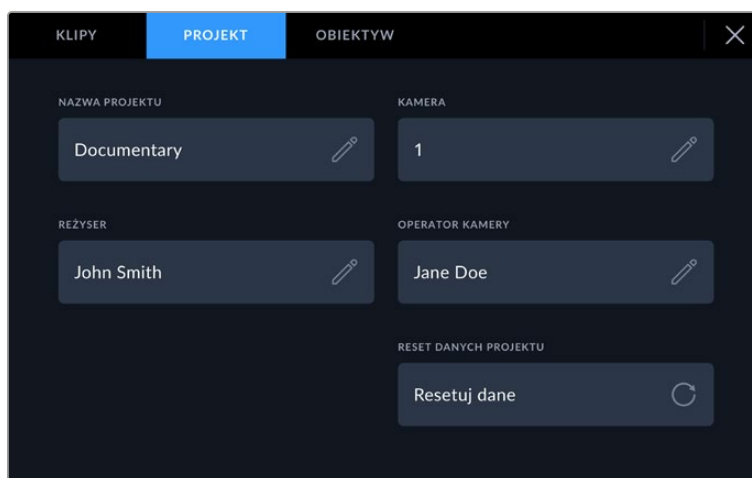 KLIPY PROJEKT OBIEKTYW
NAZWA PROJEKTU KAMERA
Documentary 1
REŻYSER OPERATOR KAMERY
John Smith Jane Doe
RESET DANYCH PROJEKTU
Resetuj dane